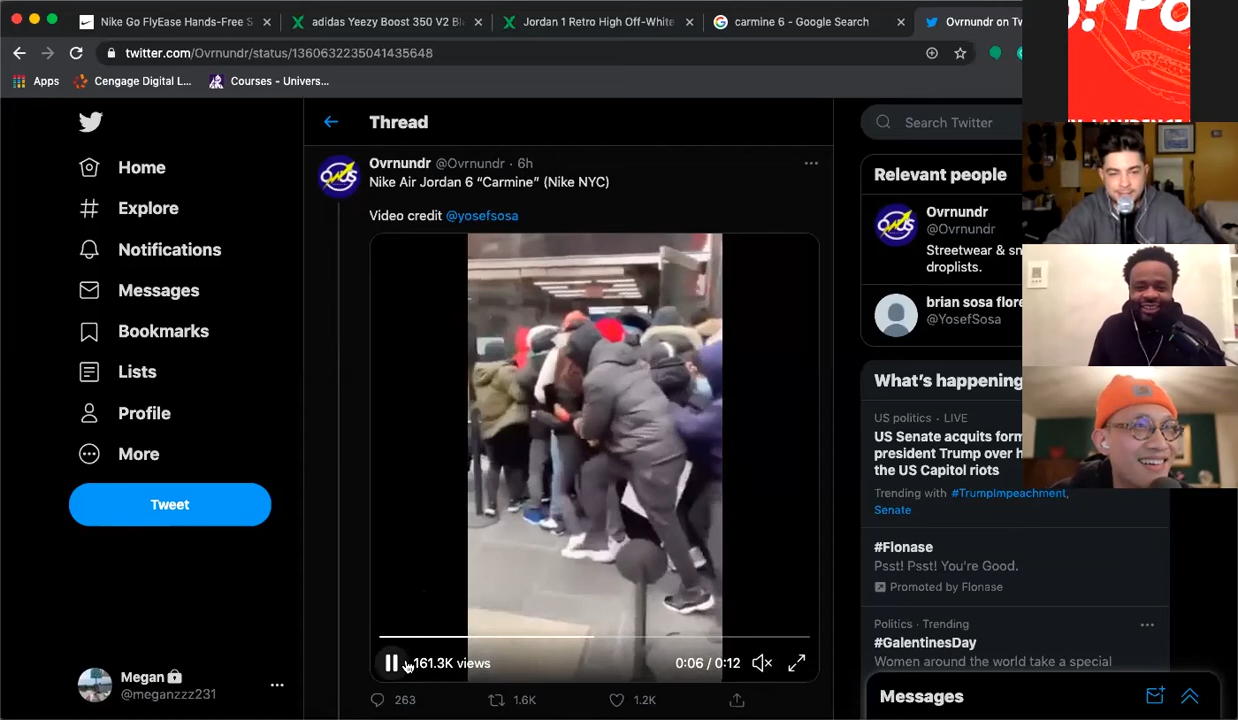 Nike Go FlyEase Hands-Free S
adidas Yeezy Boost 350 V2 Bl
Jordan 1 Retro High Off-White
carmine 6 - Google Search
Ovrnundr on Tw
twitter.com/Ovrnundr/status/1360632235041435648
Apps
Cengage Digital L...
Courses - Univers...
Home
Explore
Notifications
Messages
Bookmarks
Lists
Profile
More
Tweet
Megan
@meganzzz231
Thread
Ovrnundr @Ovrnundr · 6h
Nike Air Jordan 6 “Carmine” (Nike NYC)
Video credit @yosefsosa
161.3K views
0:06 / 0:12
263
1.6K
1.2K
Search Twitter
Relevant people
Ovrnundr
@Ovrnundr
Streetwear & sn
droplists.
brian sosa flore
@YosefSosa
What’s happening
US politics · LIVE
US Senate acquits form
president Trump over h
the US Capitol riots
Trending with #TrumpImpeachment,
Senate
#Flonase
Psst! Psst! You're Good.
Promoted by Flonase
Politics · Trending
#GalentinesDay
Women around the world take a special
Messages